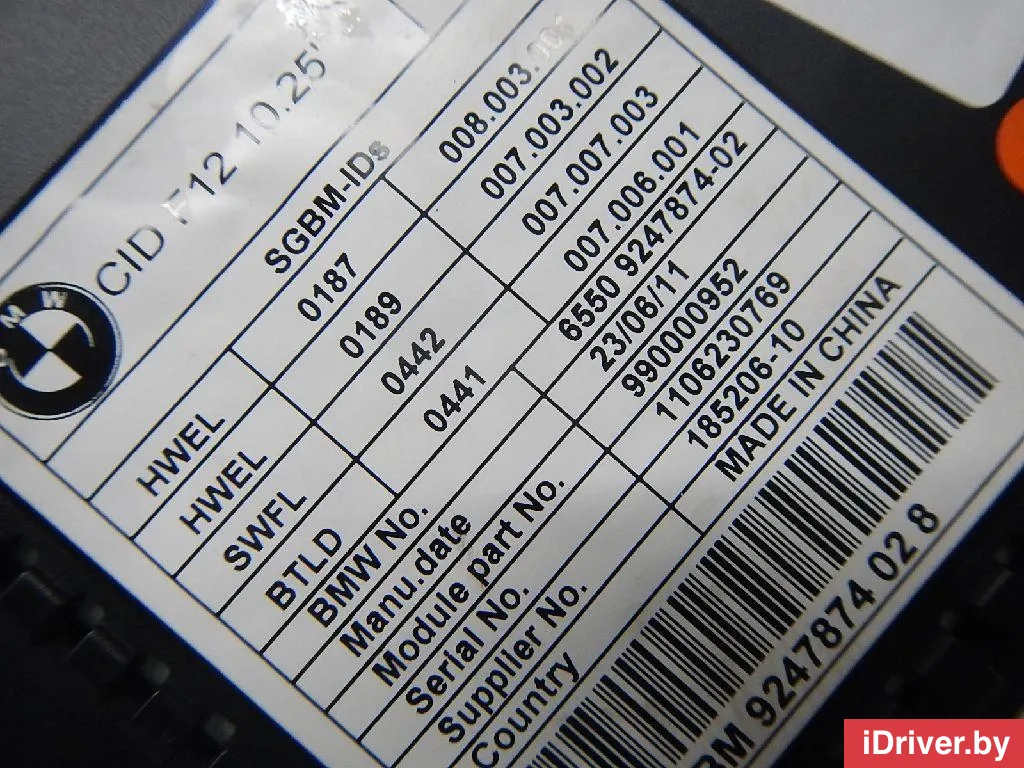 CID F12 10.25"
SGBM-IDs
HWEL 0187 008.003.001
HWEL 0189 007.003.002
SWFL 0442 007.007.003
BTLD 0441 007.006.001
BMW No. 6550 9247874-02
Manu.date 23/06/11
Module part No. 990000952
Serial No. 1106230769
Supplier No. 185206-10
Country MADE IN CHINA
9247874 02 8
iDriver.by